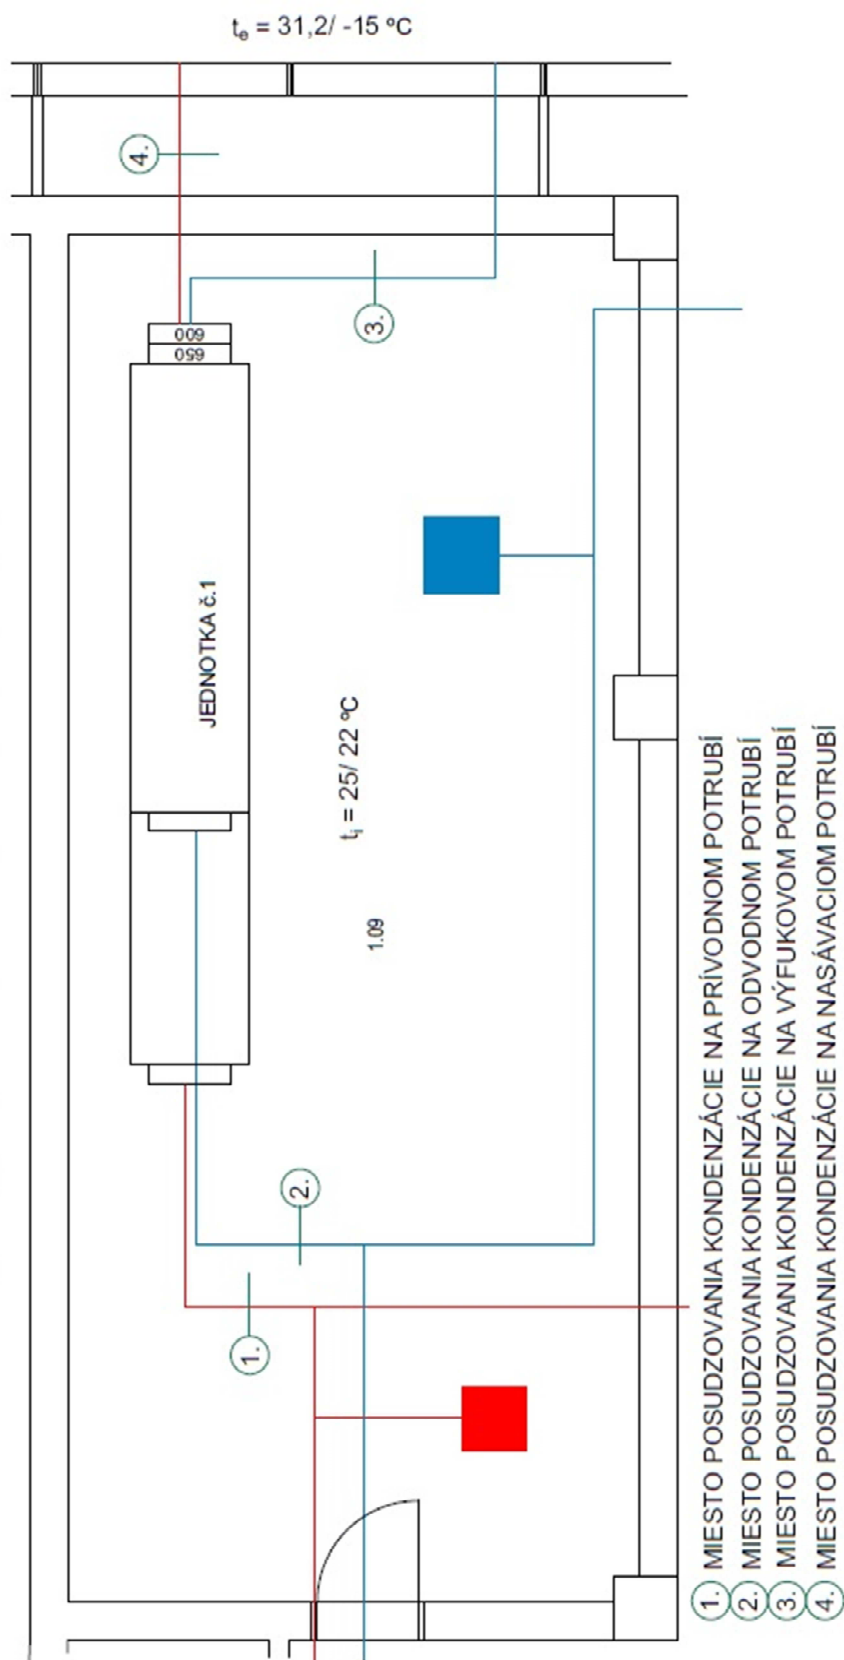 te = 31,2/ -15 ºC
4.
3.
600
650
JEDNOTKA č.1
ti = 25/ 22 ºC
1.09
2.
1.
1. MIESTO POSUDZOVANIA KONDENZÁCIE NA PRÍVODNOM POTRUBÍ
2. MIESTO POSUDZOVANIA KONDENZÁCIE NA ODVODNOM POTRUBÍ
3. MIESTO POSUDZOVANIA KONDENZÁCIE NA VÝFUKOVOM POTRUBÍ
4. MIESTO POSUDZOVANIA KONDENZÁCIE NA NASÁVACIOM POTRUBÍ